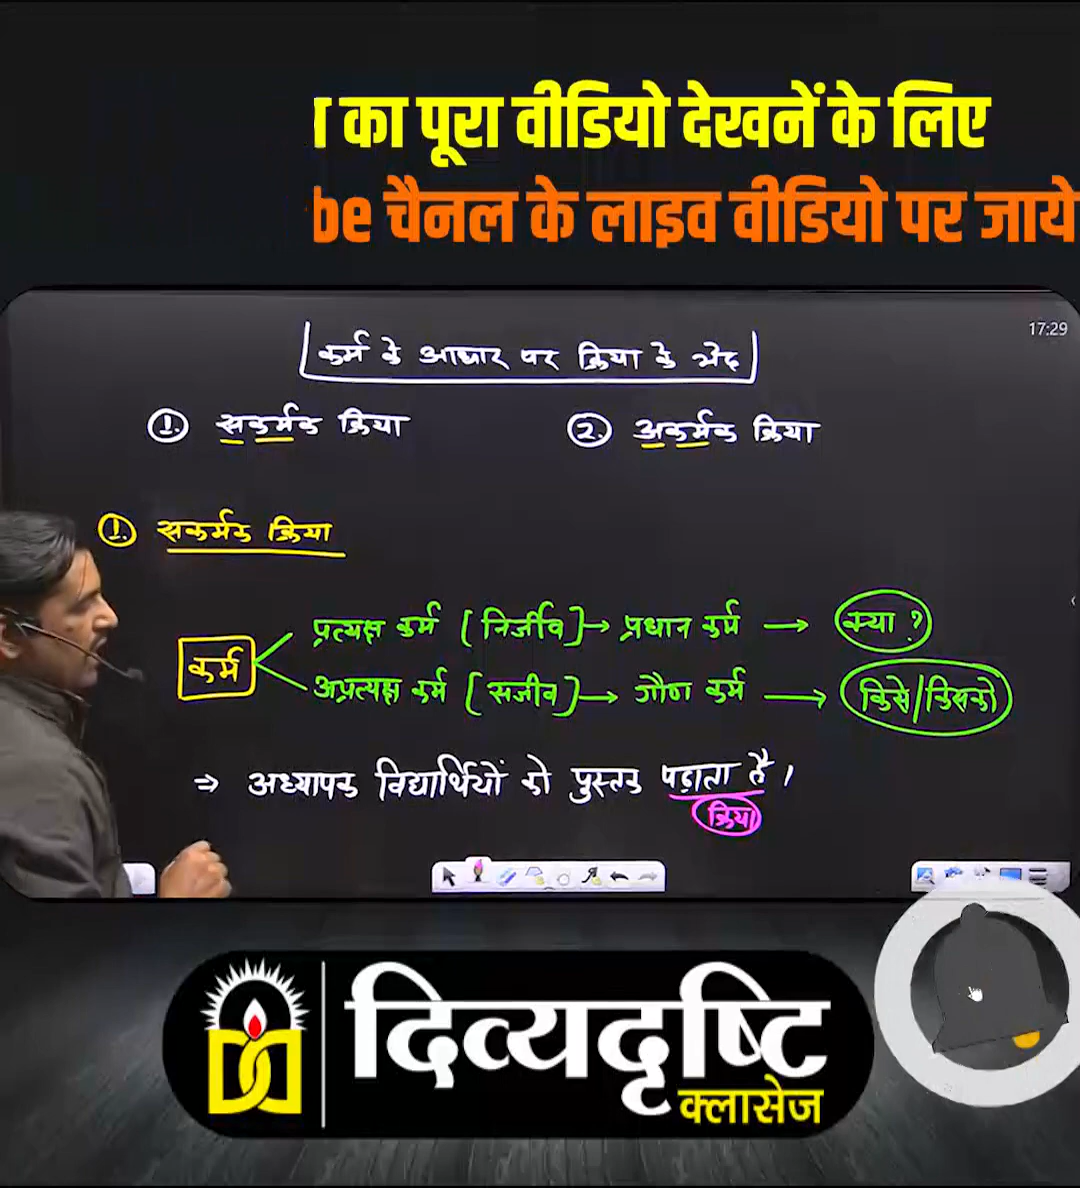 का पूरा वीडियो देखनें के लिए
be चैनल के लाइव वीडियो पर जाये
17:29
कर्म के आधार पर क्रिया के भेद
1. सकर्मक क्रिया
2. अकर्मक क्रिया
1. सकर्मक क्रिया
प्रत्यक्ष कर्म [निर्जीव] → प्रधान कर्म → क्या ?
कर्म
अप्रत्यक्ष कर्म [सजीव] → गौण कर्म → किसे/किसको
⇒ अध्यापक विद्यार्थियों को पुस्तक पढ़ाता है।
क्रिया
दिव्यदृष्टि
क्लासेज